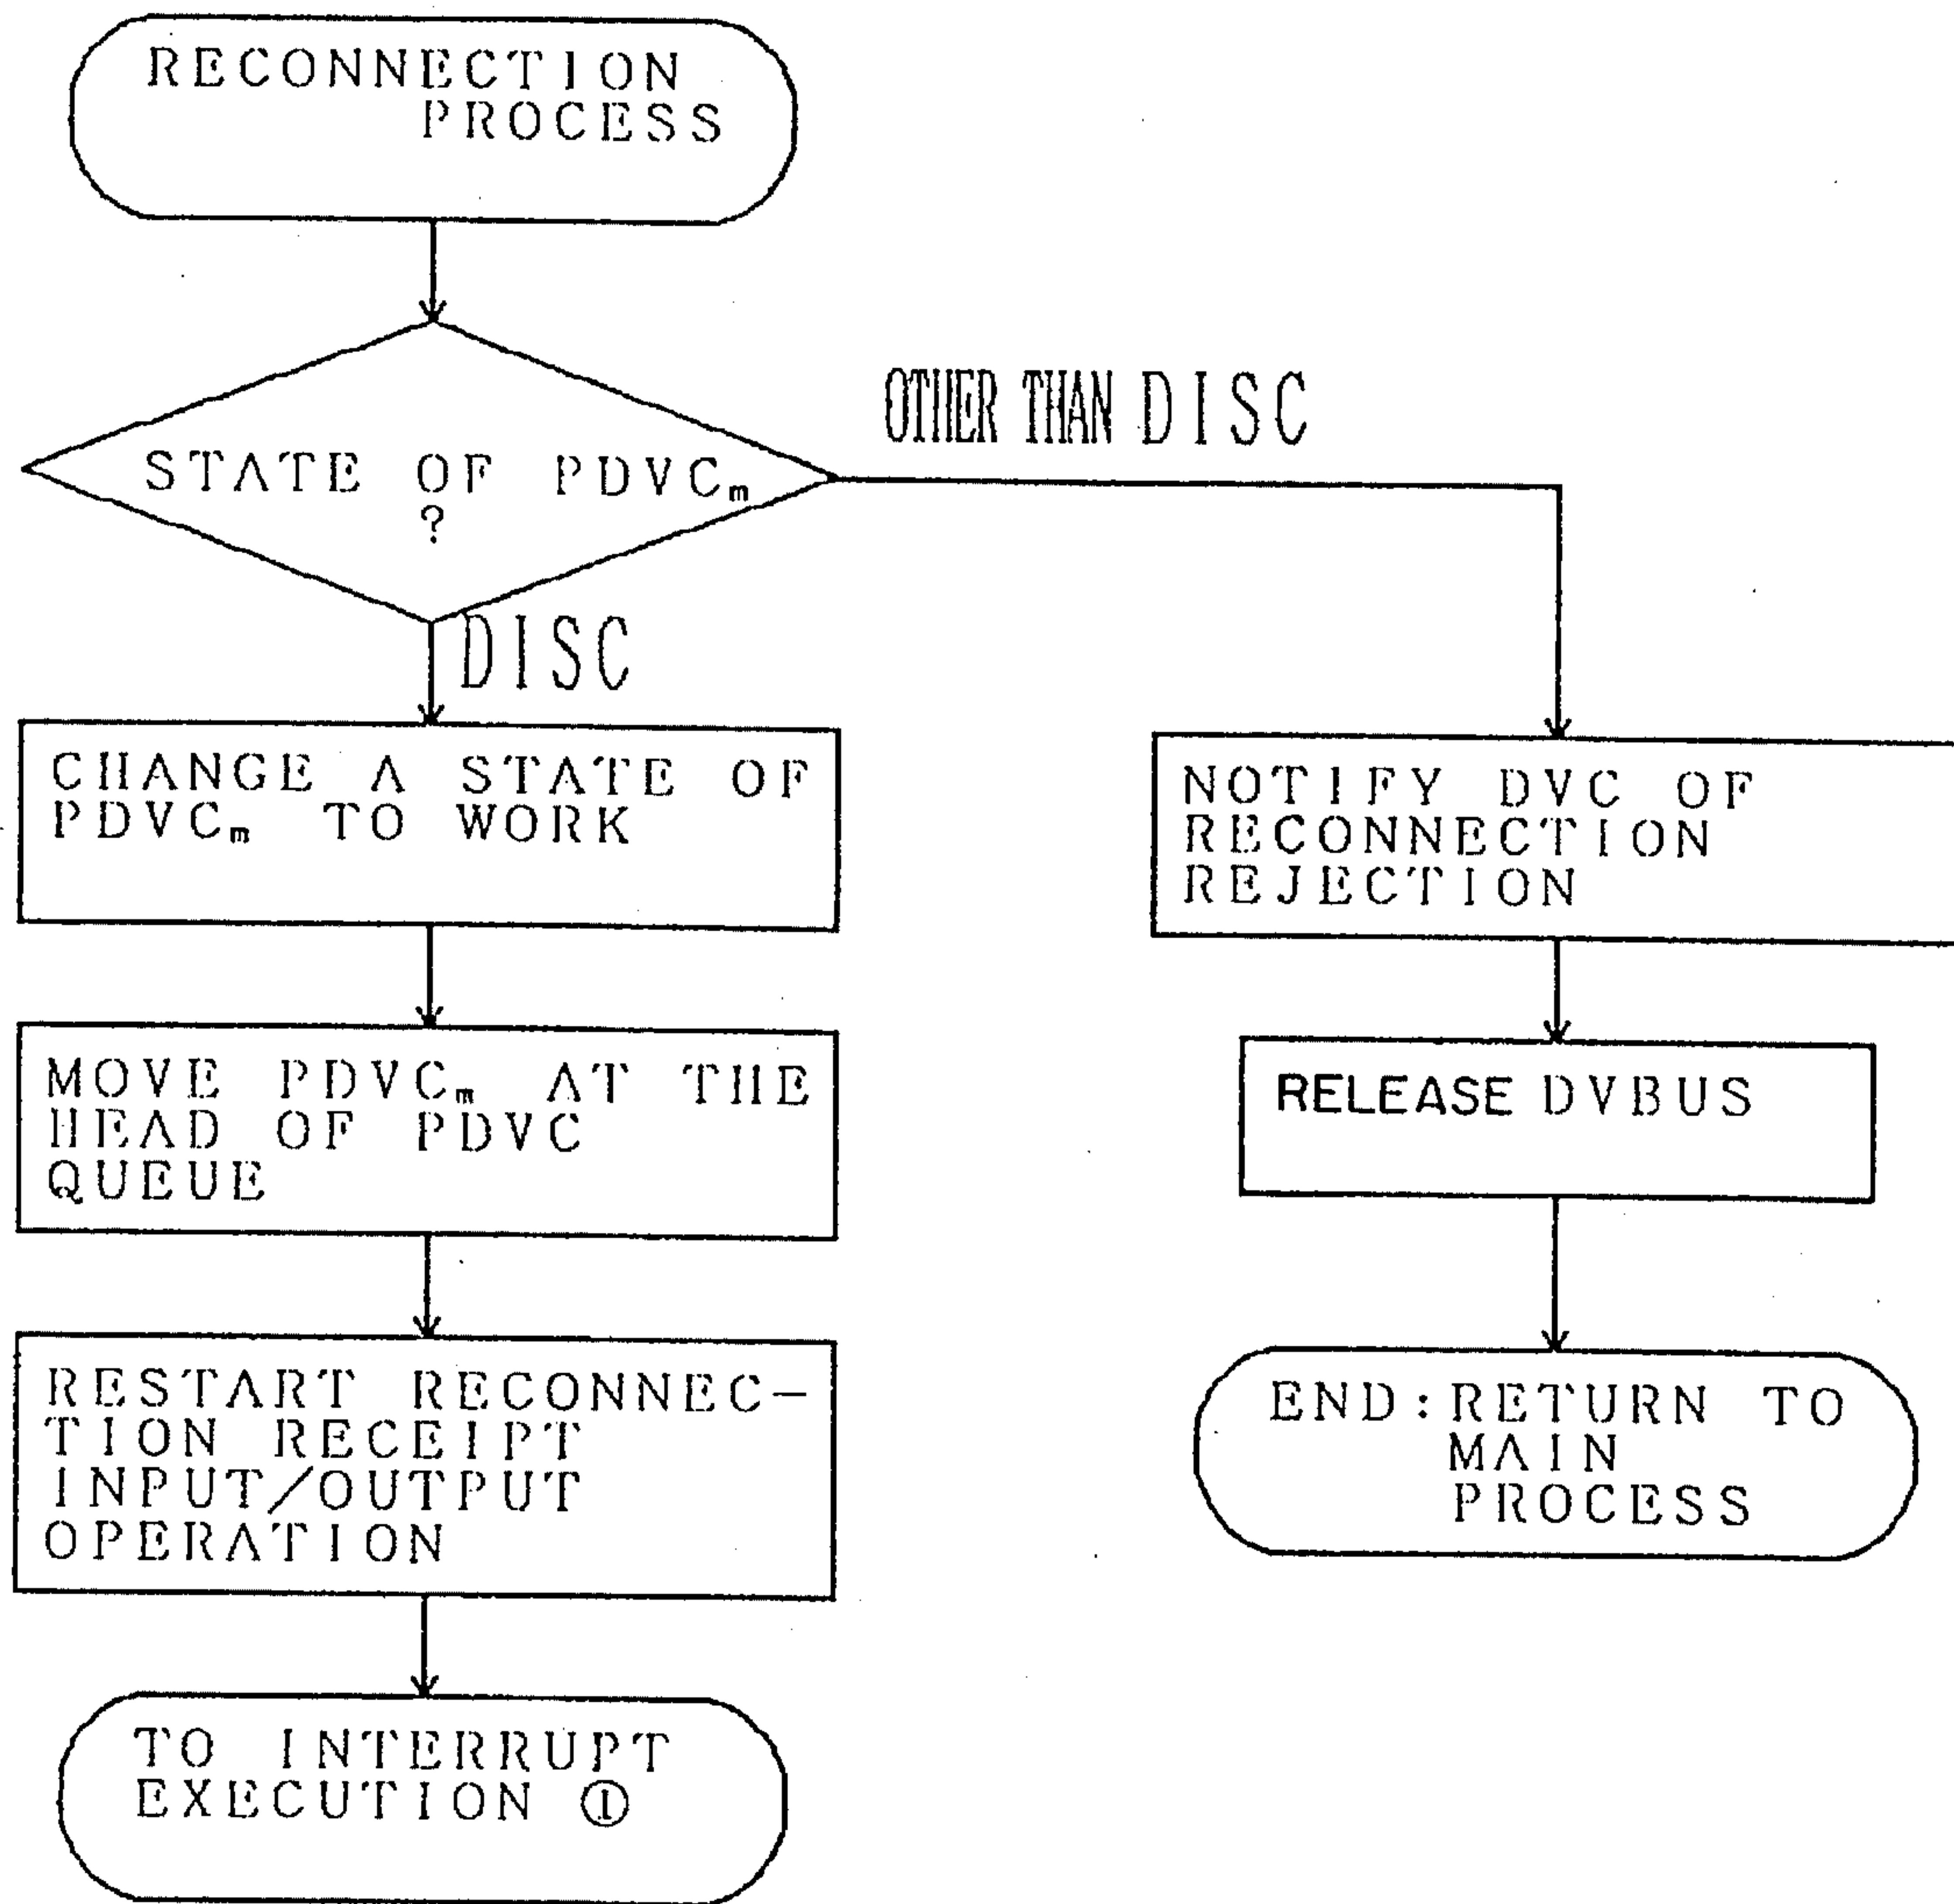 RECONNECTION
PROCESS
STATE OF PDVCm
?
OTHER THAN DISC
DISC
CHANGE A STATE OF
PDVCm TO WORK
MOVE PDVCm AT THE
HEAD OF PDVC
QUEUE
RESTART RECONNEC-
TION RECEIPT
INPUT/OUTPUT
OPERATION
TO INTERRUPT
EXECUTION ①
NOTIFY DVC OF
RECONNECTION
REJECTION
RELEASE DVBUS
END:RETURN TO
MAIN
PROCESS